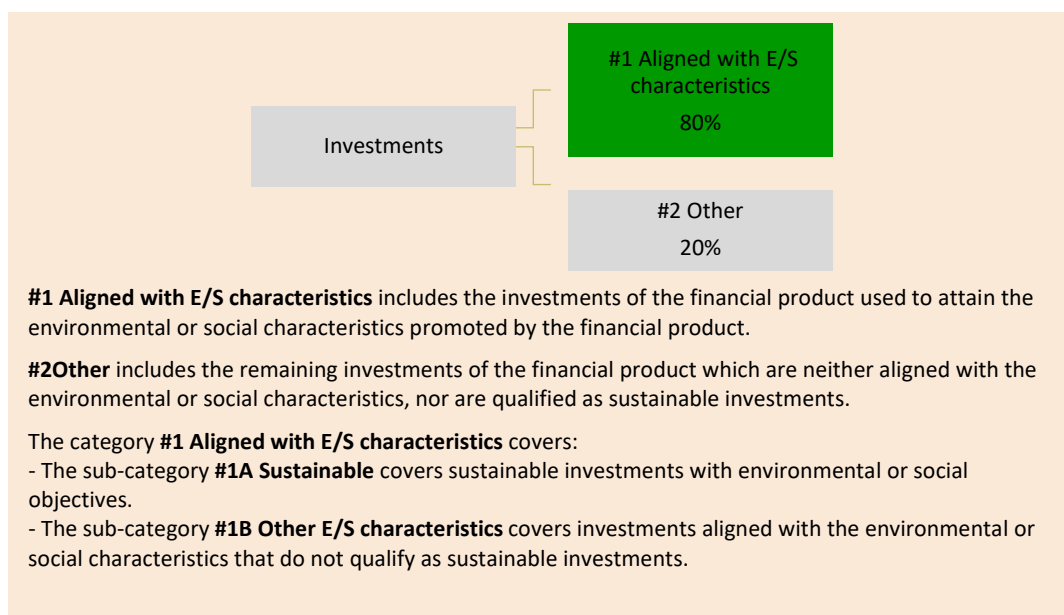 #1 Aligned with E/S
characteristics
80%
Investments
#2 Other
20%
#1 Aligned with E/S characteristics includes the investments of the financial product used to attain the
environmental or social characteristics promoted by the financial product.
#2Other includes the remaining investments of the financial product which are neither aligned with the
environmental or social characteristics, nor are qualified as sustainable investments.
The category #1 Aligned with E/S characteristics covers:
- The sub-category #1A Sustainable covers sustainable investments with environmental or social
objectives.
- The sub-category #1B Other E/S characteristics covers investments aligned with the environmental or
social characteristics that do not qualify as sustainable investments.